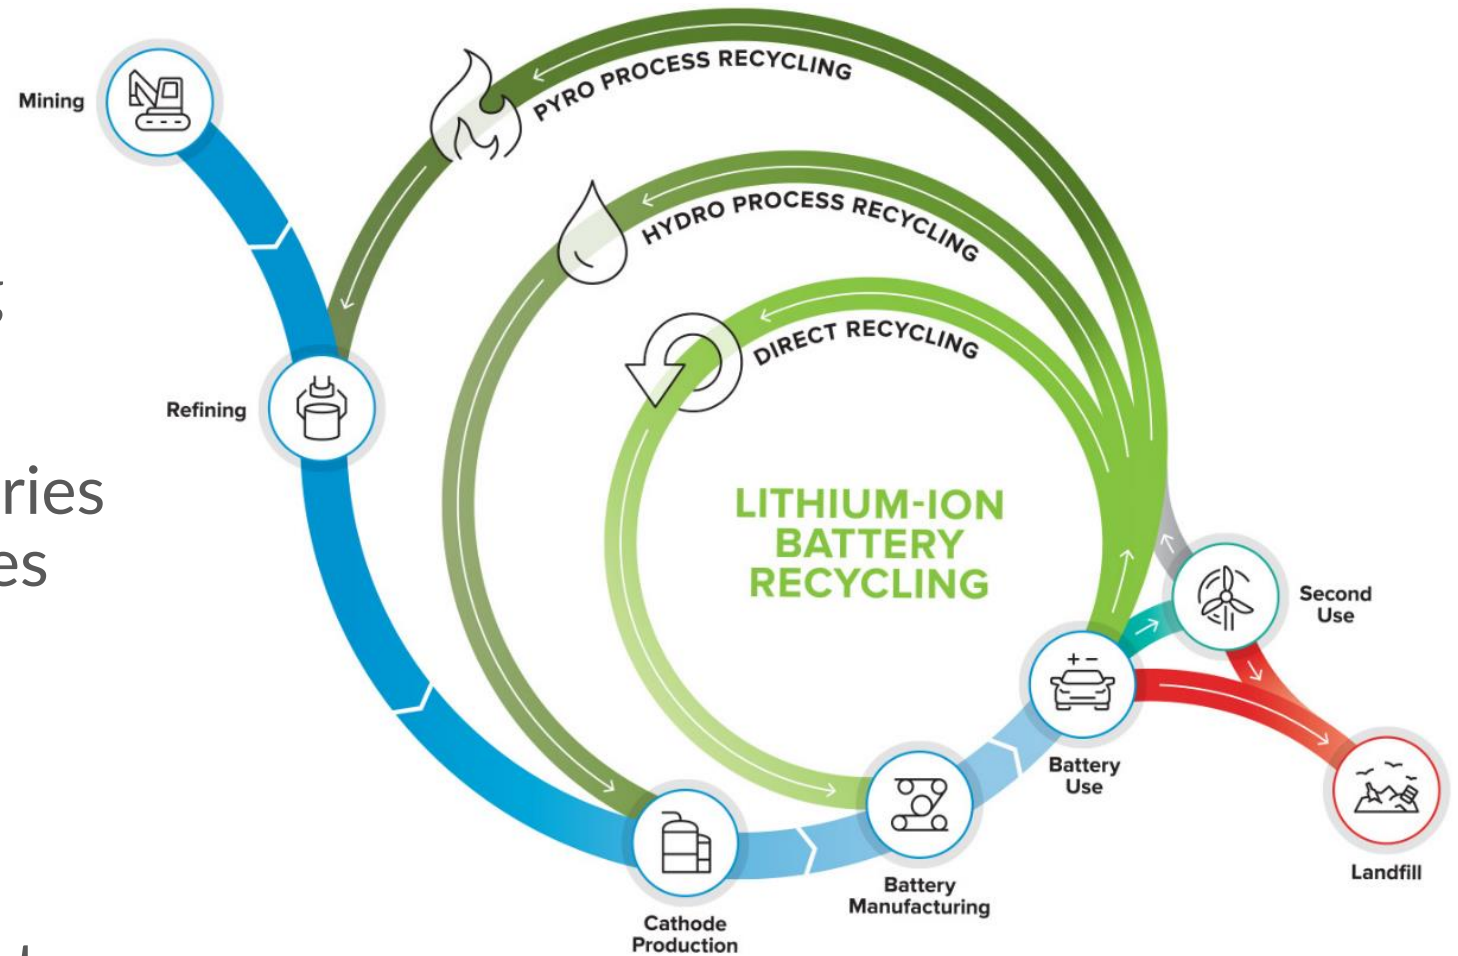 Mining
PYRO PROCESS RECYCLING
HYDRO PROCESS RECYCLING
DIRECT RECYCLING
Refining
ries
es
LITHIUM-ION
BATTERY
RECYCLING
Second
Use
Battery
Use
Landfill
Battery
Manufacturing
Cathode
Production
+ −